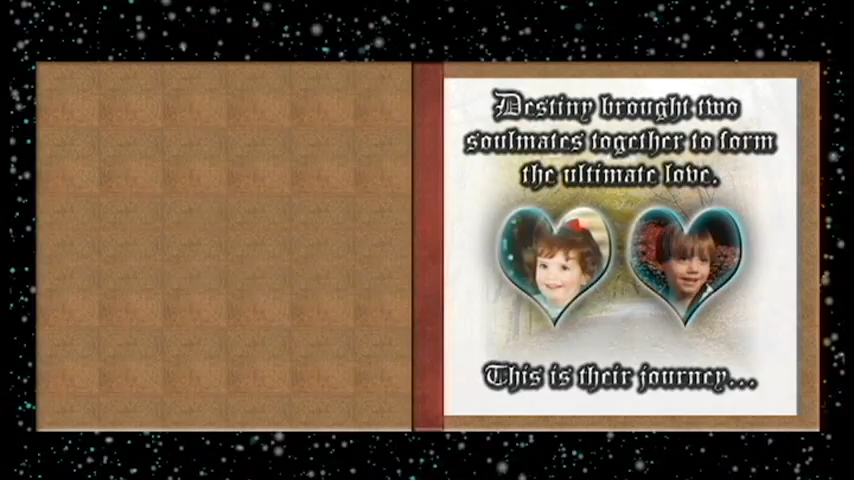 Destiny brought two
soulmates together to form
the ultimate love.
This is their journey...